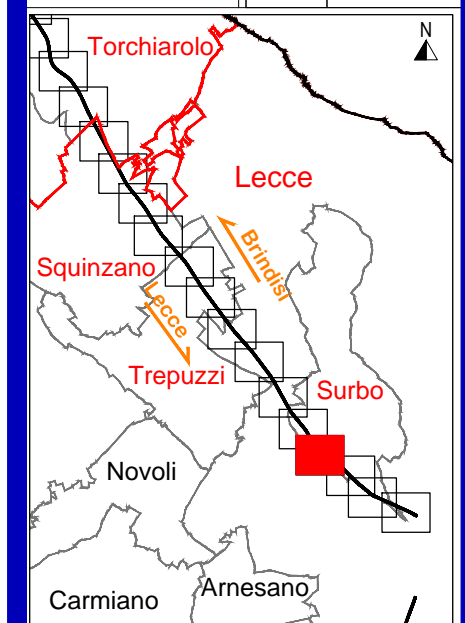 N
Torchiarolo
Lecce
Brindisi
Squinzano
Lecce
Trepuzzi
Surbo
Novoli
Arnesano
Carmiano